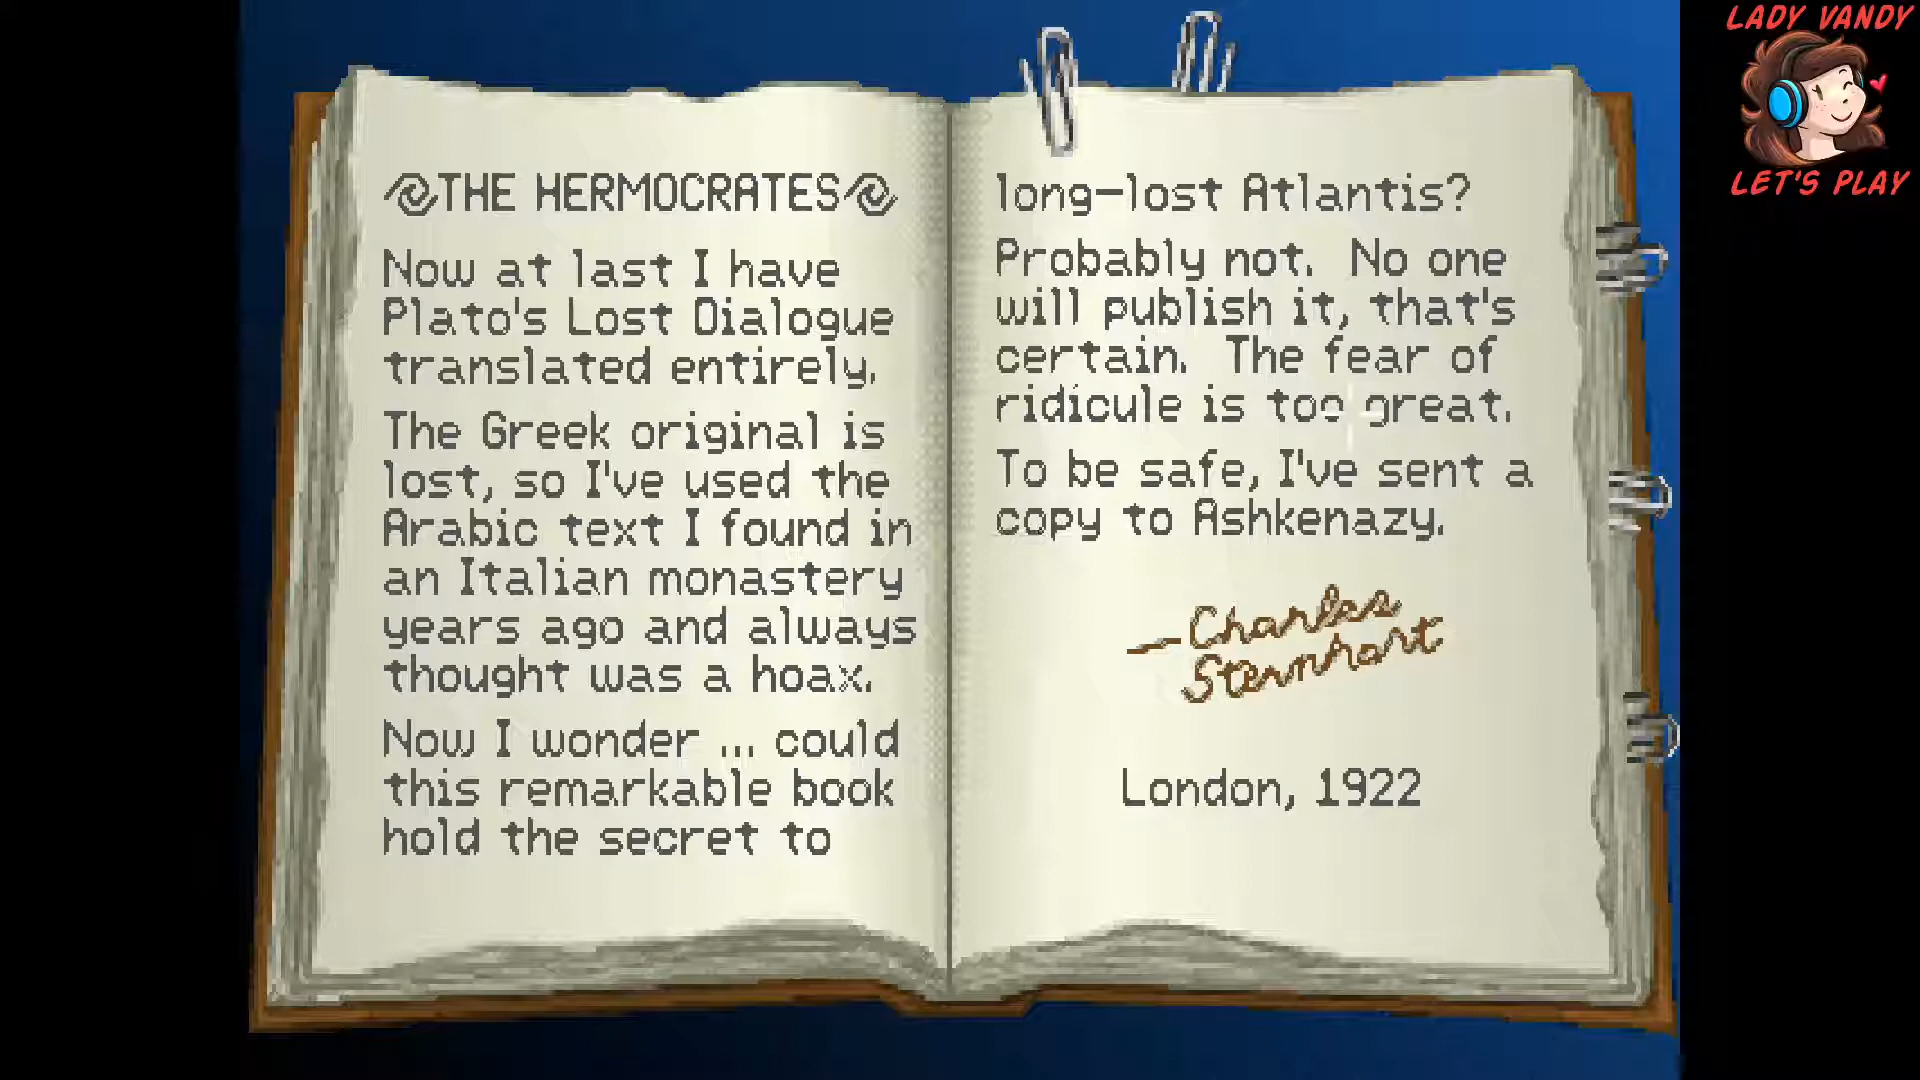 THE HERMOCRATES
Now at last I have
Plato's Lost Dialogue
translated entirely.
The Greek original is
lost, so I've used the
Arabic text I found in
an Italian monastery
years ago and always
thought was a hoax.
Now I wonder ... could
this remarkable book
hold the secret to
long-lost Atlantis?
Probably not. No one
will publish it, that's
certain. The fear of
ridicule is too great.
To be safe, I've sent a
copy to Ashkenazy.
—Charles
Sternhart
London, 1922
LADY VANDY
LET'S PLAY